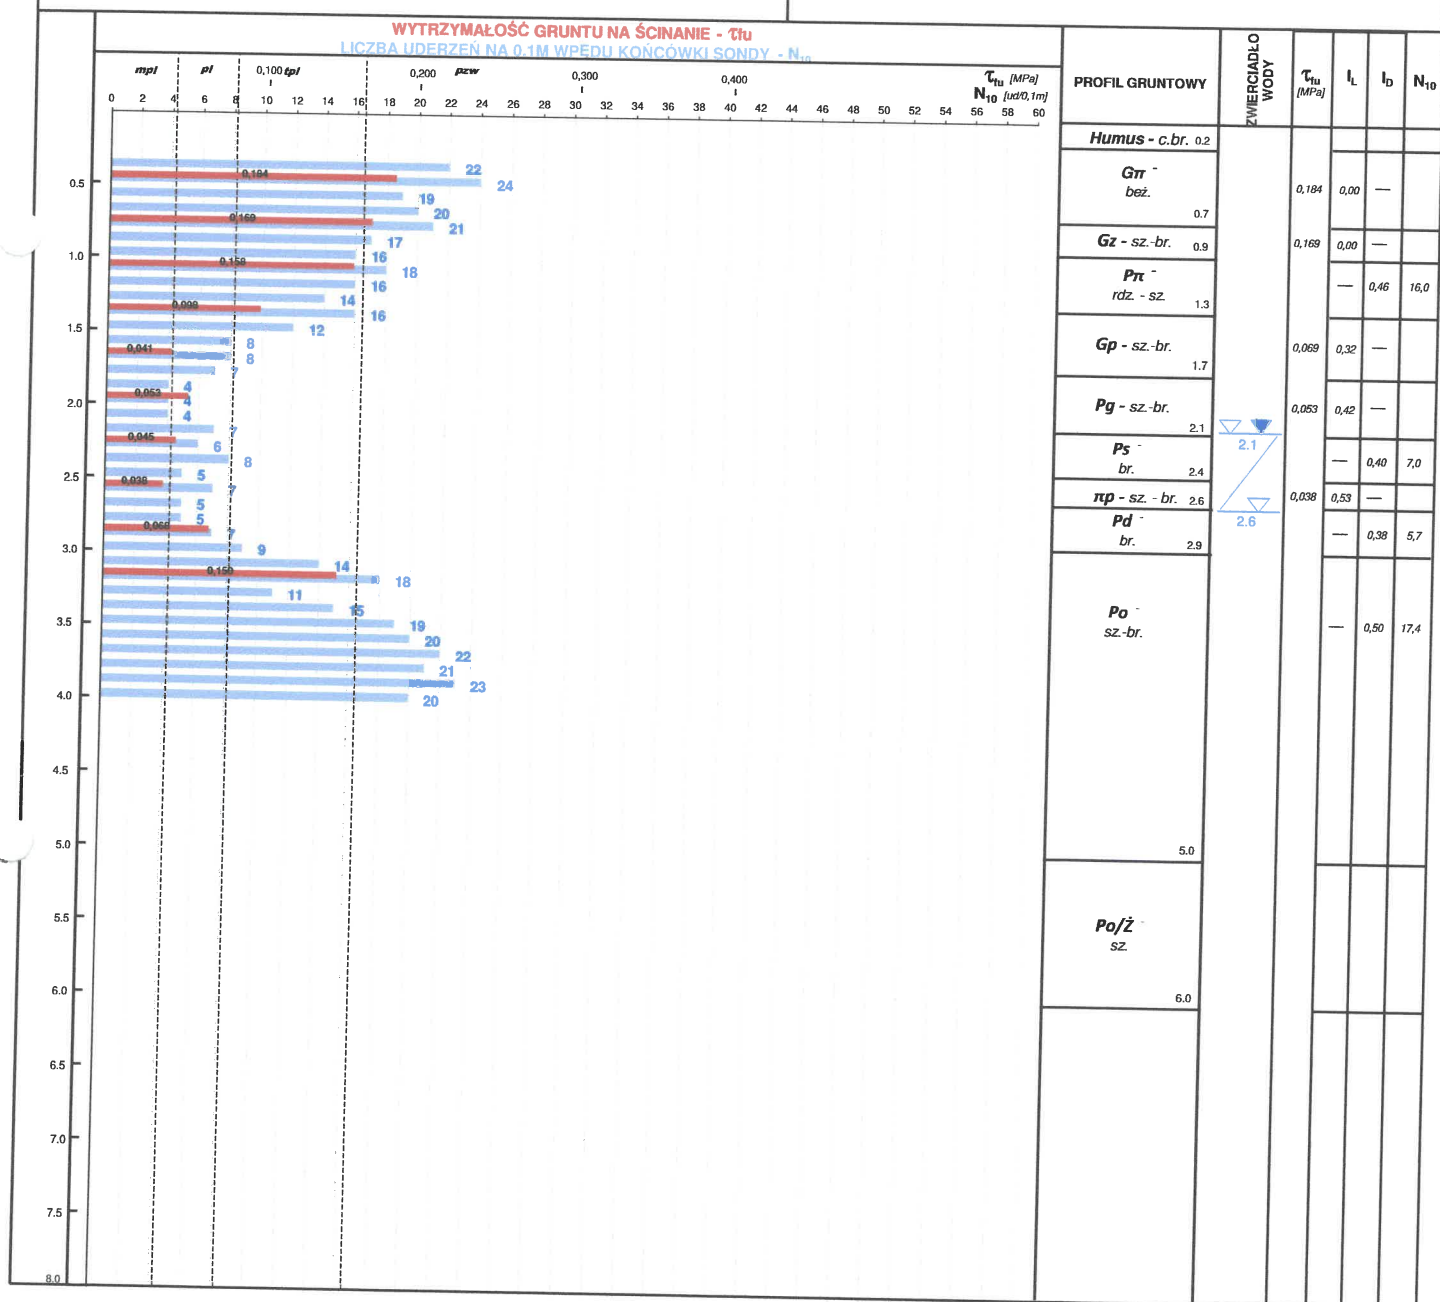 WYTRZYMAŁOŚĆ GRUNTU NA ŚCINANIE - τfu
LICZBA UDERZEŃ NA 0.1M WPĘDU KOŃCÓWKI SONDY - N₁₀
mpl pl 0,100 tpl 0,200 pzw 0,300 0,400 τfu [MPa]
N₁₀ [ud/0,1m]
0 2 4 6 8 10 12 14 16 18 20 22 24 26 28 30 32 34 36 38 40 42 44 46 48 50 52 54 56 58 60
PROFIL GRUNTOWY
ZWIERCIADŁO
WODY
τfu [MPa]
I_L
I_D
N₁₀
22
0,184
0.5
24
19
20
0,169
21
17
1.0
16
0,159
18
16
14
0,098
16
1.5
12
8
0,041
8
7
4
0,053
2.0
4
4
7
0,045
6
8
2.5
5
0,038
7
5
5
0,068
7
3.0
9
14
0,150
18
11
15
3.5
19
20
22
21
23
4.0
20
4.5
5.0
5.5
6.0
6.5
7.0
7.5
8.0
Humus - c.br. 0.2
Gπ -
beż.
0.7
0,184 0,00 —
Gz - sz.-br. 0.9
0,169 0,00 —
Pπ -
rdz. - sz.
1.3
— 0,46 16,0
Gp - sz-br.
1.7
0,069 0,32 —
Pg - sz.-br.
2.1
0,053 0,42 —
2.1
Ps -
br.
2.4
— 0,40 7,0
πp - sz. - br. 2.6
0,038 0,53 —
2.6
Pd -
br.
2.9
— 0,38 5,7
Po -
sz.-br.
5.0
— 0,50 17,4
Po/Ż -
sz.
6.0